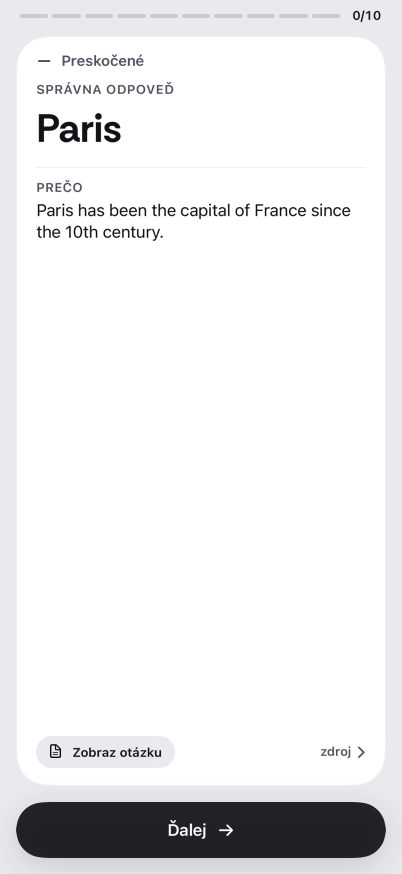 0/10
Preskočené
SPRÁVNA ODPOVEĎ
Paris
PREČO
Paris has been the capital of France since
the 10th century.
Zobraz otázku
zdroj
Ďalej